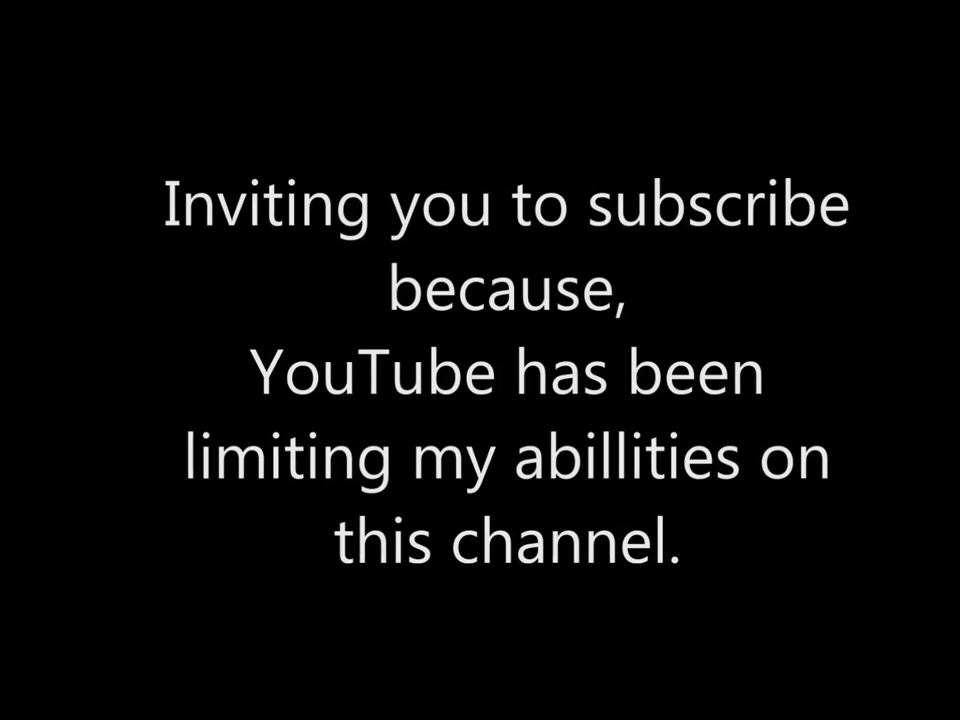 Inviting you to subscribe
because,
YouTube has been
limiting my abillities on
this channel.